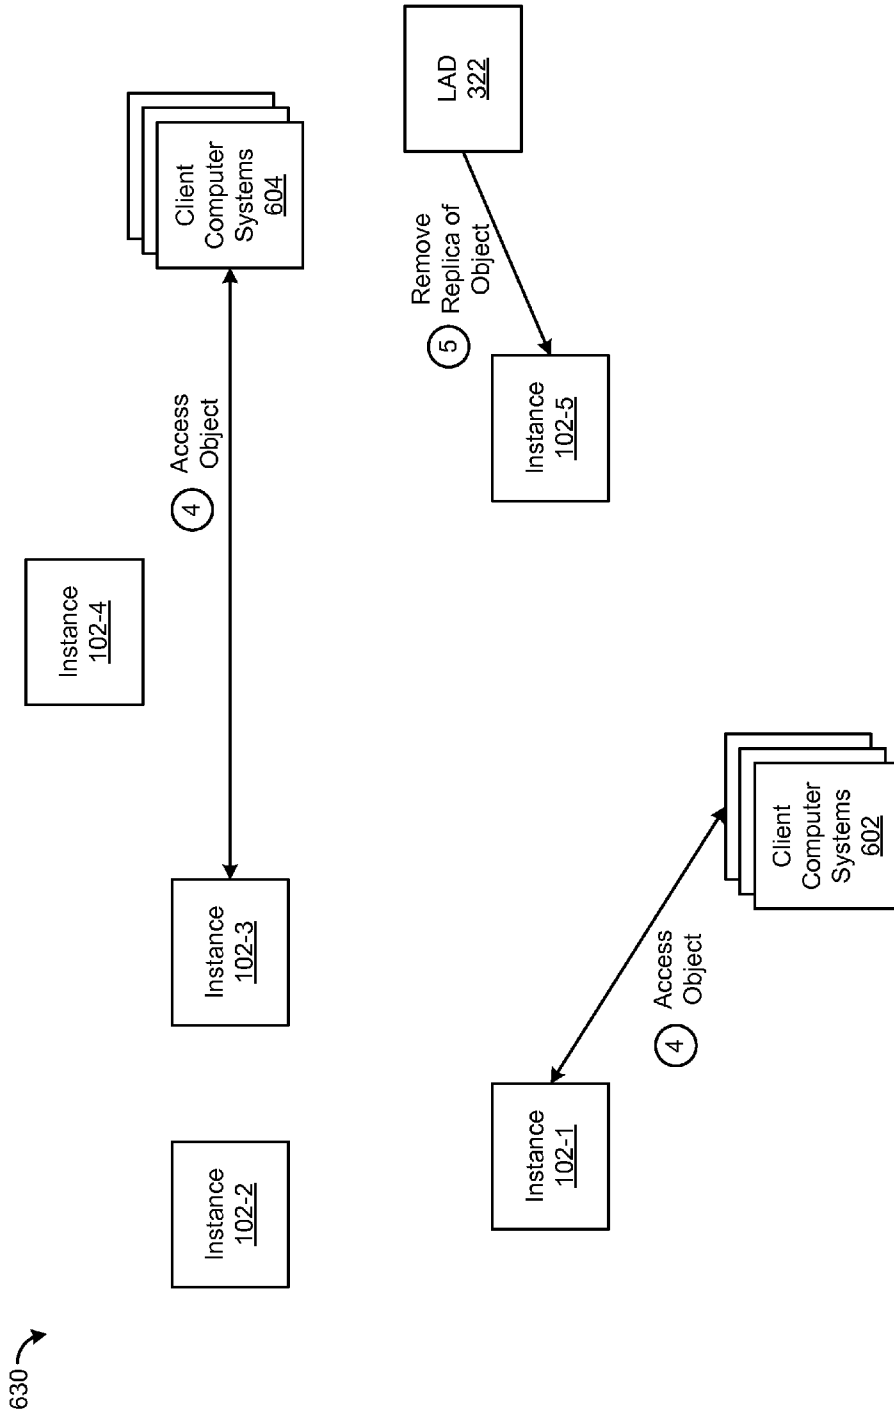 630
Instance
102-2
Instance
102-3
Instance
102-4
4
Access
Object
Client
Computer
Systems
604
Instance
102-1
4
Access
Object
Client
Computer
Systems
602
Instance
102-5
5
Remove
Replica of
Object
LAD
322